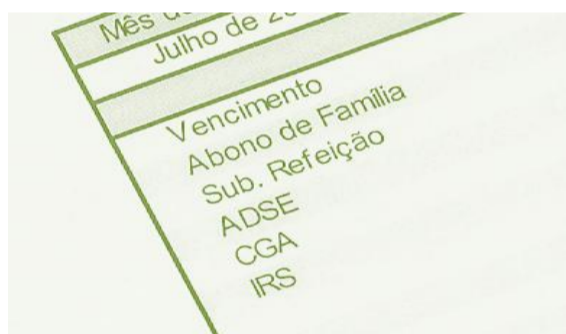 Mês
Julho de
Vencimento
Abono de Família
Sub. Refeição
ADSE
CGA
IRS